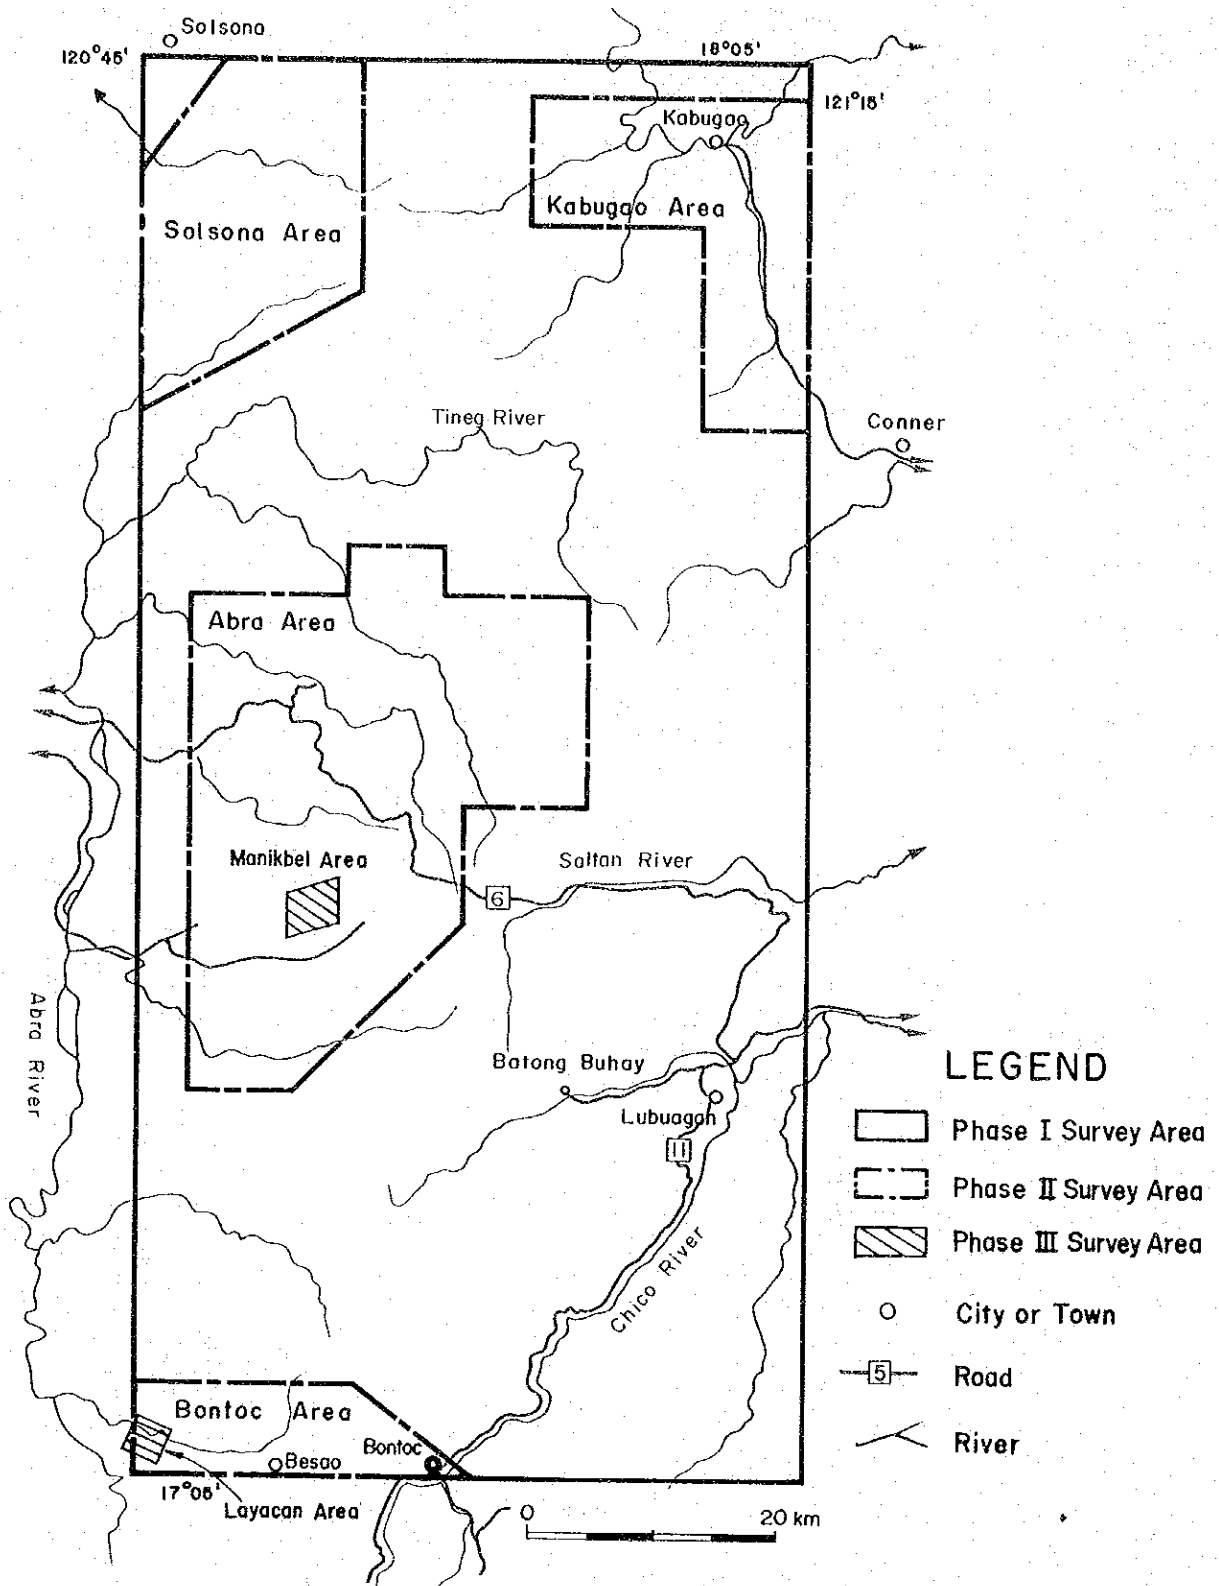 Solsona
120°45'
18°05'
121°15'
Kabugao
Kabugao Area
Solsona Area
Tineg River
Conner
Abra Area
Manikbel Area
Saltan River
6
Abra River
Batong Buhay
Lubuagan
11
Chico River
LEGEND
Phase I Survey Area
Phase II Survey Area
Phase III Survey Area
City or Town
5
Road
River
Bontoc Area
Bontoc
Besao
17°05'
Layacan Area
0
20 km